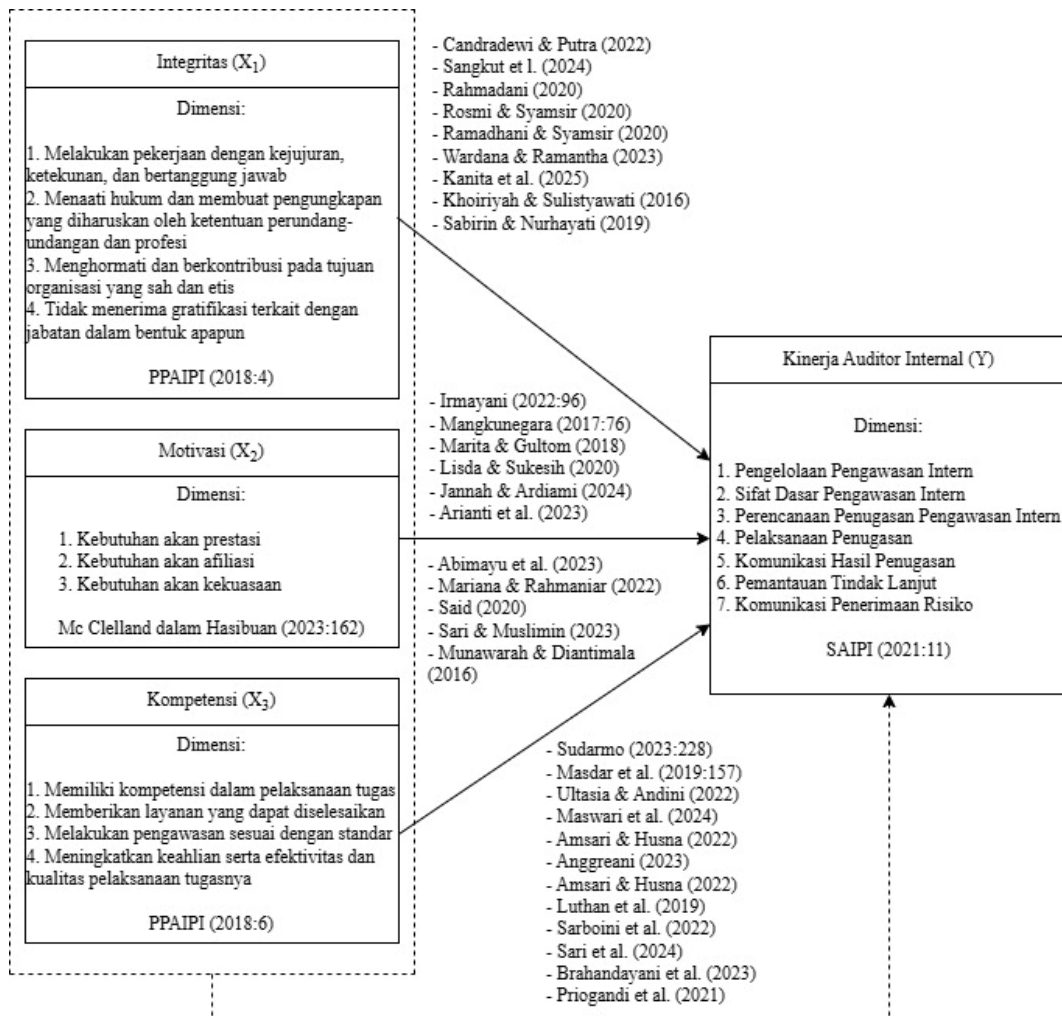 Integritas (X₁)
Dimensi:
1. Melakukan pekerjaan dengan kejujuran,
ketekunan, dan bertanggung jawab
2. Menaati hukum dan membuat pengungkapan
yang diharuskan oleh ketentuan perundang-
undangan dan profesi
3. Menghormati dan berkontribusi pada tujuan
organisasi yang sah dan etis
4. Tidak menerima gratifikasi terkait dengan
jabatan dalam bentuk apapun
PPAIPI (2018:4)
- Candradewi & Putra (2022)
- Sangkut et l. (2024)
- Rahmadani (2020)
- Rosmi & Syamsir (2020)
- Ramadhani & Syamsir (2020)
- Wardana & Ramantha (2023)
- Kanita et al. (2025)
- Khoiriyah & Sulistyawati (2016)
- Sabirin & Nurhayati (2019)
Motivasi (X₂)
Dimensi:
1. Kebutuhan akan prestasi
2. Kebutuhan akan afiliasi
3. Kebutuhan akan kekuasaan
Mc Clelland dalam Hasibuan (2023:162)
- Irmayani (2022:96)
- Mangkunegara (2017:76)
- Marita & Gultom (2018)
- Lisda & Sukesih (2020)
- Jannah & Ardiami (2024)
- Arianti et al. (2023)
- Abimayu et al. (2023)
- Mariana & Rahmaniar (2022)
- Said (2020)
- Sari & Muslimin (2023)
- Munawarah & Diantimala
(2016)
Kompetensi (X₃)
Dimensi:
1. Memiliki kompetensi dalam pelaksanaan tugas
2. Memberikan layanan yang dapat diselesaikan
3. Melakukan pengawasan sesuai dengan standar
4. Meningkatkan keahlian serta efektivitas dan
kualitas pelaksanaan tugasnya
PPAIPI (2018:6)
- Sudarmo (2023:228)
- Masdar et al. (2019:157)
- Ultasia & Andini (2022)
- Maswari et al. (2024)
- Amsari & Husna (2022)
- Anggreani (2023)
- Amsari & Husna (2022)
- Luthan et al. (2019)
- Sarboini et al. (2022)
- Sari et al. (2024)
- Brahandayani et al. (2023)
- Priogandi et al. (2021)
Kinerja Auditor Internal (Y)
Dimensi:
1. Pengelolaan Pengawasan Intern
2. Sifat Dasar Pengawasan Intern
3. Perencanaan Penugasan Pengawasan Intern
4. Pelaksanaan Penugasan
5. Komunikasi Hasil Penugasan
6. Pemantauan Tindak Lanjut
7. Komunikasi Penerimaan Risiko
SAIPI (2021:11)